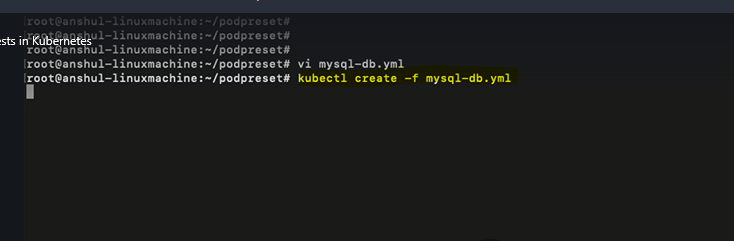 root@anshul-linuxmachine:~/podpreset#
root@anshul-linuxmachine:~/podpreset#
ests in Kubernetes
root@anshul-linuxmachine:~/podpreset#
root@anshul-linuxmachine:~/podpreset# vi mysql-db.yml
root@anshul-linuxmachine:~/podpreset# kubectl create -f mysql-db.yml